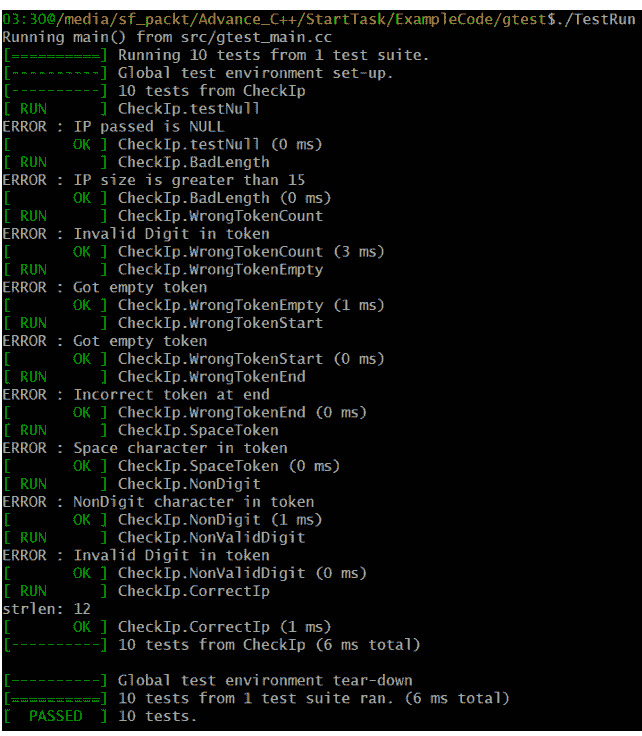 03:30@/media/sf_packt/Advance_C++/StartTask/ExampleCode/gtest$./TestRun
Running main() from src/gtest_main.cc
[==========] Running 10 tests from 1 test suite.
[----------] Global test environment set-up.
[----------] 10 tests from CheckIp
[ RUN      ] CheckIp.testNull
ERROR : IP passed is NULL
[       OK ] CheckIp.testNull (0 ms)
[ RUN      ] CheckIp.BadLength
ERROR : IP size is greater than 15
[       OK ] CheckIp.BadLength (0 ms)
[ RUN      ] CheckIp.WrongTokenCount
ERROR : Invalid Digit in token
[       OK ] CheckIp.WrongTokenCount (3 ms)
[ RUN      ] CheckIp.WrongTokenEmpty
ERROR : Got empty token
[       OK ] CheckIp.WrongTokenEmpty (1 ms)
[ RUN      ] CheckIp.WrongTokenStart
ERROR : Got empty token
[       OK ] CheckIp.WrongTokenStart (0 ms)
[ RUN      ] CheckIp.WrongTokenEnd
ERROR : Incorrect token at end
[       OK ] CheckIp.WrongTokenEnd (0 ms)
[ RUN      ] CheckIp.SpaceToken
ERROR : Space character in token
[       OK ] CheckIp.SpaceToken (0 ms)
[ RUN      ] CheckIp.NonDigit
ERROR : NonDigit character in token
[       OK ] CheckIp.NonDigit (1 ms)
[ RUN      ] CheckIp.NonValidDigit
ERROR : Invalid Digit in token
[       OK ] CheckIp.NonValidDigit (0 ms)
[ RUN      ] CheckIp.CorrectIp
strlen: 12
[       OK ] CheckIp.CorrectIp (1 ms)
[----------] 10 tests from CheckIp (6 ms total)
[----------] Global test environment tear-down
[==========] 10 tests from 1 test suite ran. (6 ms total)
[  PASSED  ] 10 tests.